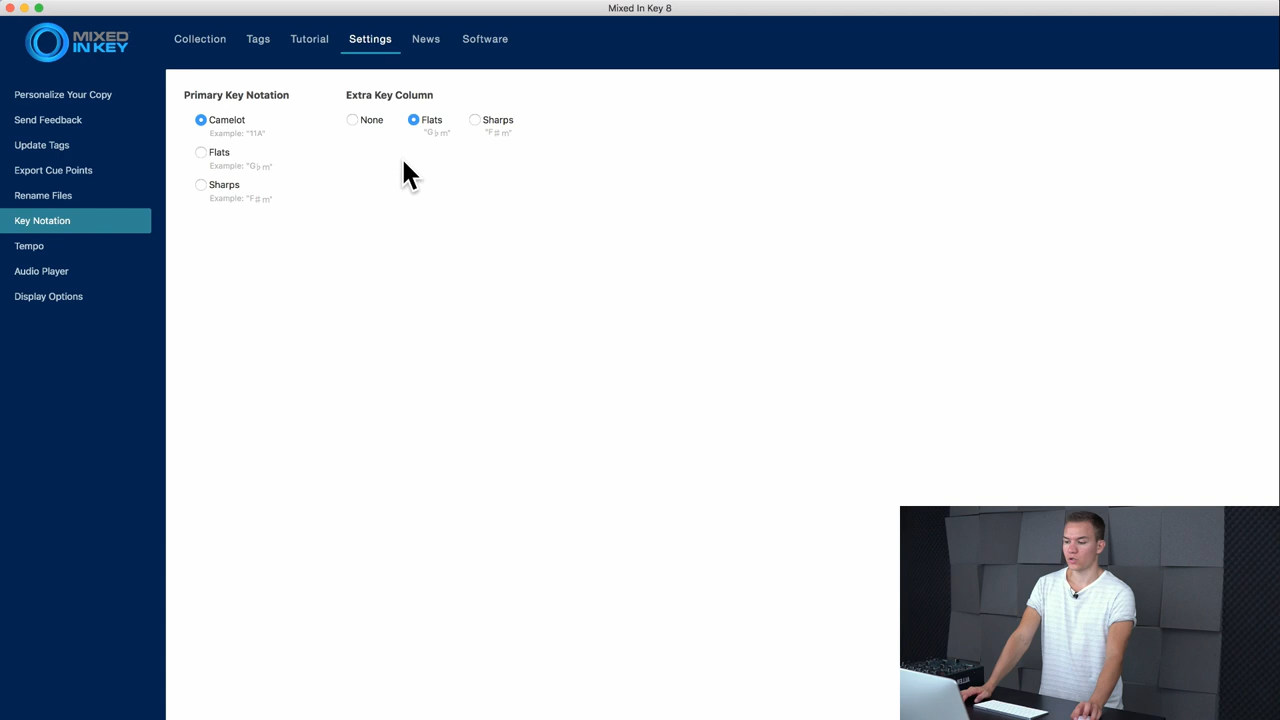 Mixed In Key 8
MIXED
IN KEY
Collection
Tags
Tutorial
Settings
News
Software
Personalize Your Copy
Send Feedback
Update Tags
Export Cue Points
Rename Files
Key Notation
Tempo
Audio Player
Display Options
Primary Key Notation
Camelot
Example: "11A"
Flats
Example: "G♭m"
Sharps
Example: "F♯m"
Extra Key Column
None
Flats
"G♭m"
Sharps
"F♯m"